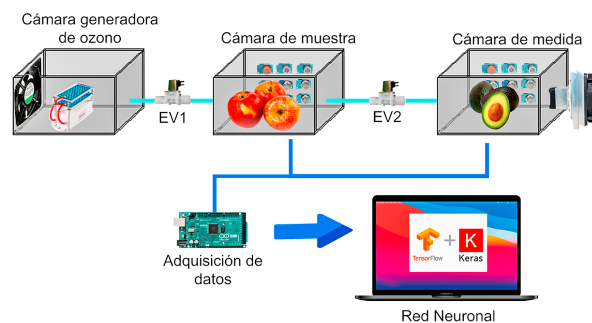 Cámara generadora
de ozono
Cámara de muestra
Cámara de medida
EV1
EV2
Adquisición de
datos
TensorFlow
+
K
Keras
Red Neuronal